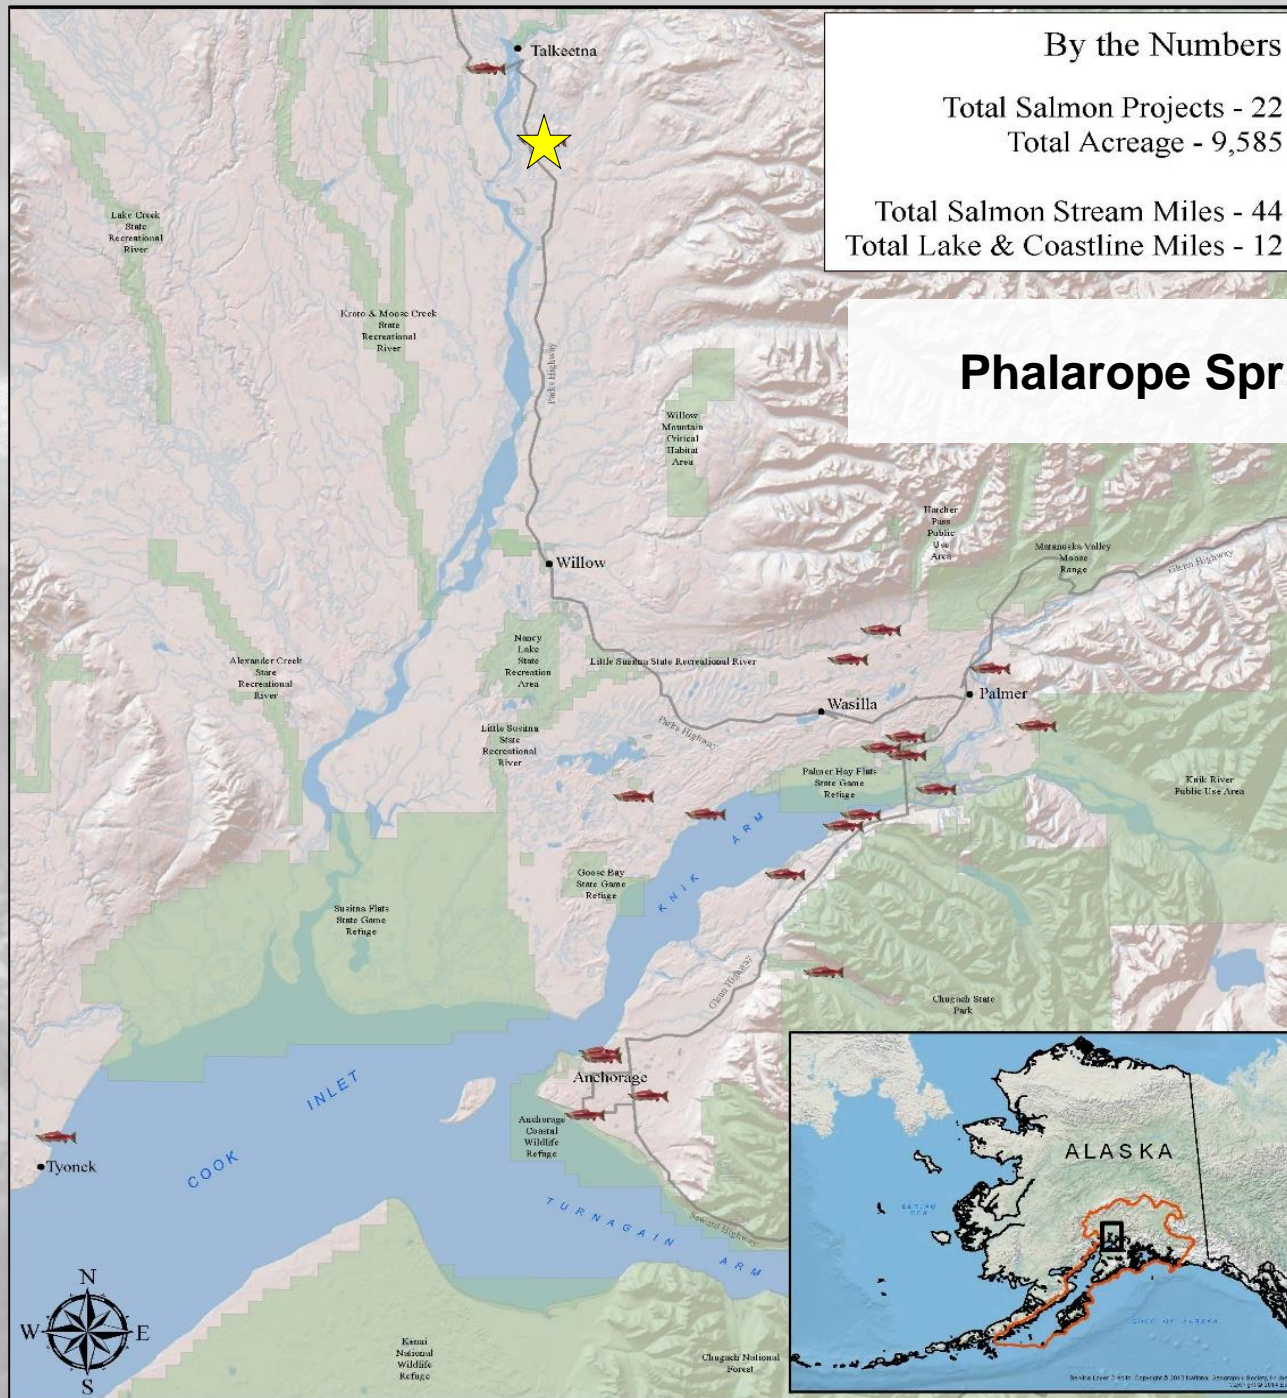 By the Numbers
Total Salmon Projects - 22
Total Acreage - 9,585
Total Salmon Stream Miles - 44
Total Lake & Coastline Miles - 12
Phalarope Spr
Talkeetna
Lake Creek
State
Recreational
River
Kroto & Moose Creek
State
Recreational
River
Parks Highway
Willow
Mountain
Critical
Habitat
Area
Hatcher
Pass
Public
Use
Area
Matanuska Valley
Moose
Range
Glenn Highway
Willow
Nancy
Lake
State
Recreation
Area
Little Susitna State Recreational River
Alexander Creek
State
Recreational
River
Palmer
Wasilla
Parks Highway
Little Susitna
State
Recreational
River
Palmer Hay Flats
State Game
Refuge
Knik River
Public Use Area
KNIK ARM
Goose Bay
State Game
Refuge
Susitna Flats
State Game
Refuge
Glenn Highway
Chugach State
Park
Anchorage
COOK INLET
Anchorage
Coastal
Wildlife
Refuge
Tyonek
TURNAGAIN ARM
Seward Highway
N
W E
S
Kenai
National
Wildlife
Refuge
Chugach National
Forest
ALASKA
BERING
SEA
GULF OF ALASKA